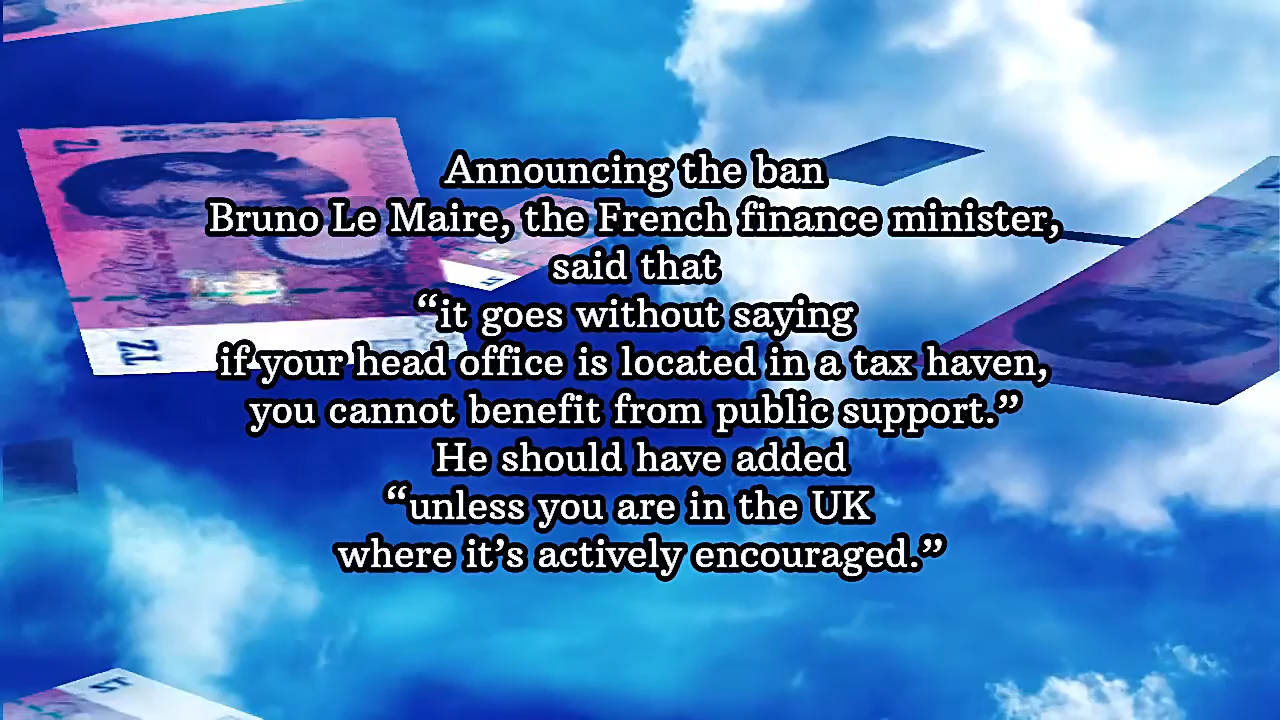 Announcing the ban
Bruno Le Maire, the French finance minister,
said that
“it goes without saying
if your head office is located in a tax haven,
you cannot benefit from public support.”
He should have added
“unless you are in the UK
where it’s actively encouraged.”